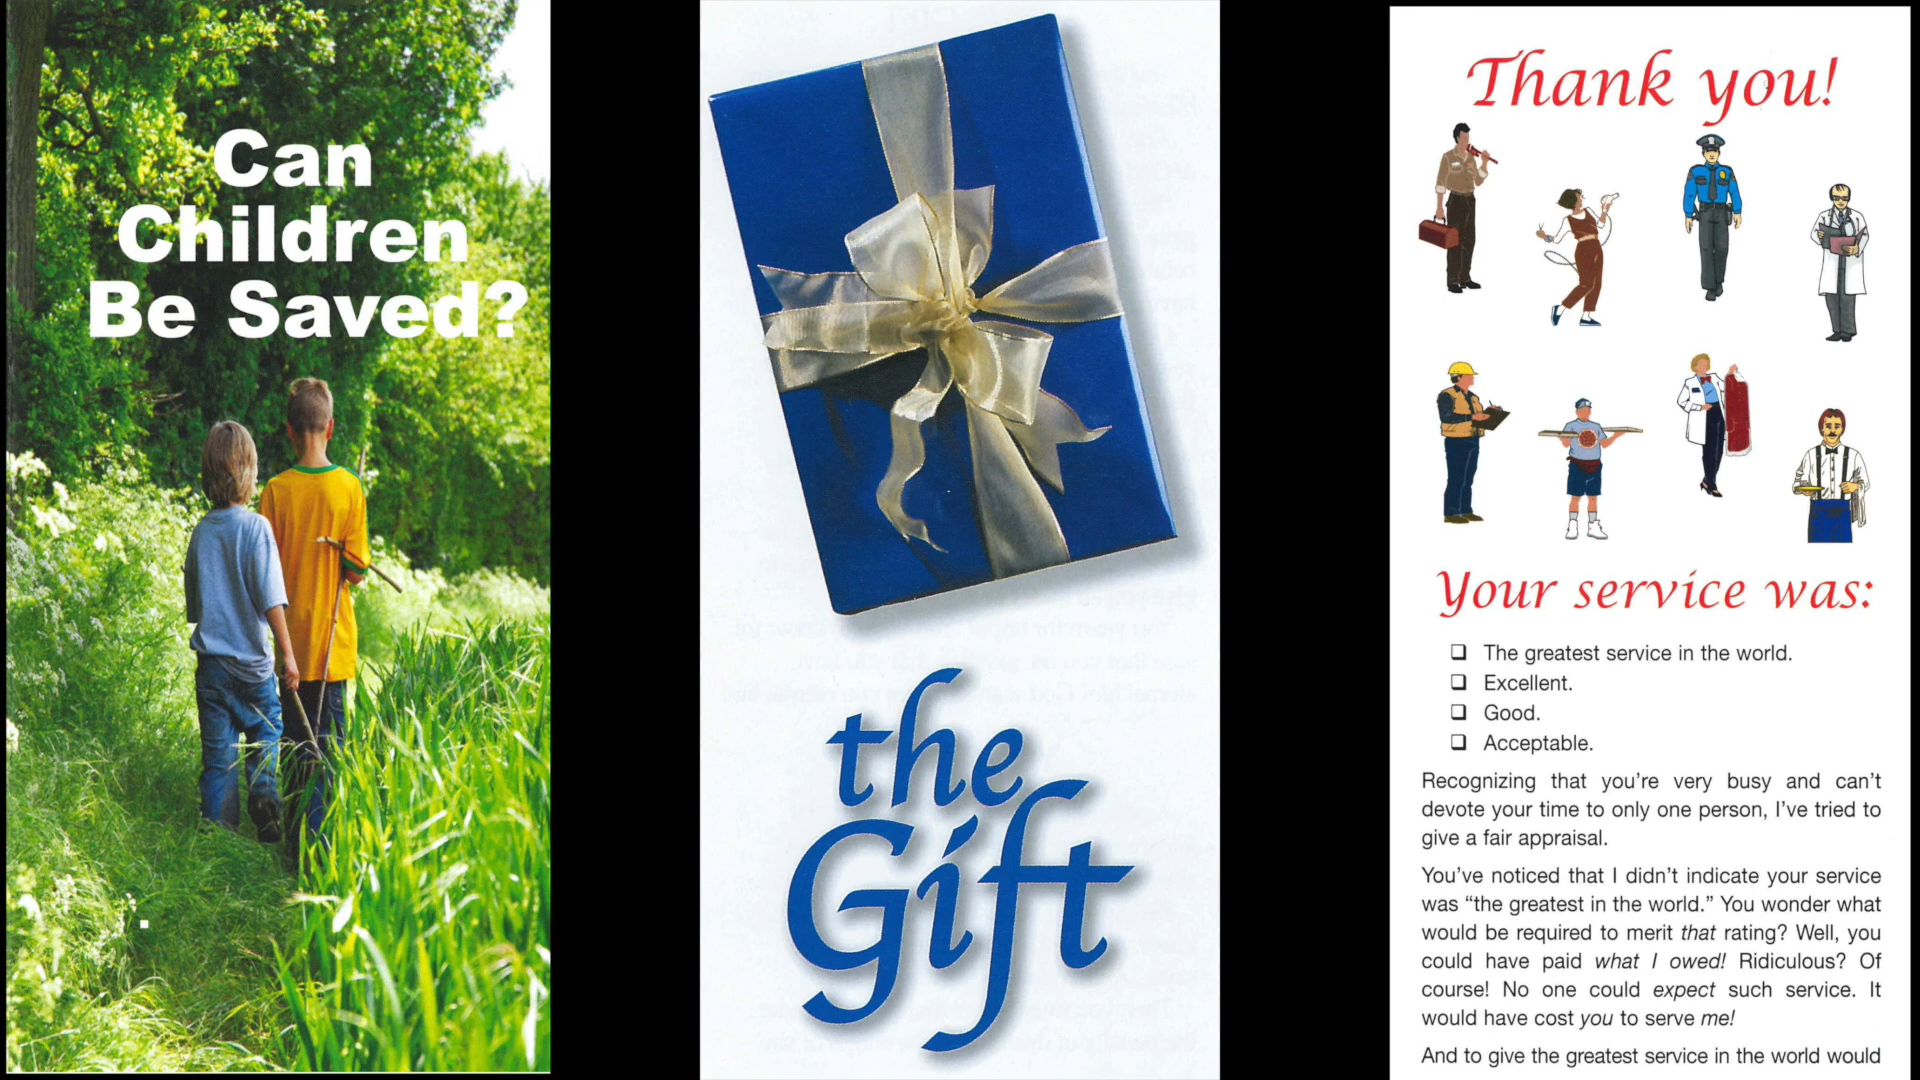 Can
Children
Be Saved?
the
Gift
Thank you!
Your service was:
❑ The greatest service in the world.
❑ Excellent.
❑ Good.
❑ Acceptable.
Recognizing that you're very busy and can't
devote your time to only one person, I've tried to
give a fair appraisal.
You've noticed that I didn't indicate your service
was “the greatest in the world.” You wonder what
would be required to merit that rating? Well, you
could have paid what I owed! Ridiculous? Of
course! No one could expect such service. It
would have cost you to serve me!
And to give the greatest service in the world would